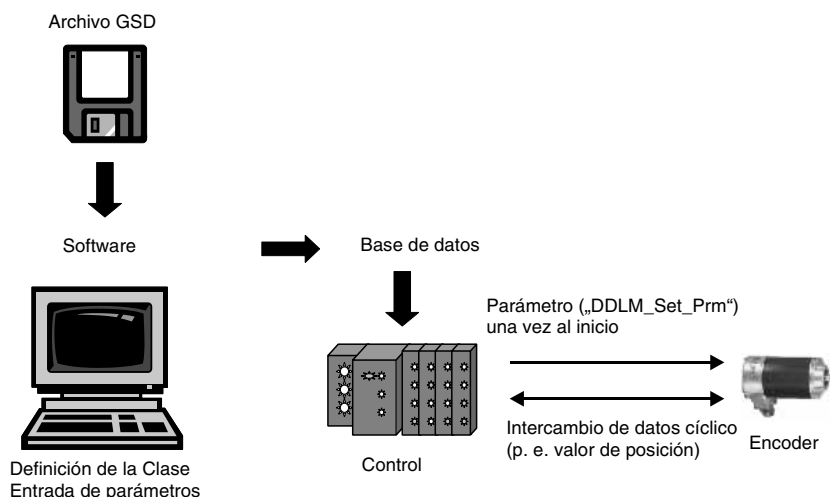 Archivo GSD
Software
Base de datos
Parámetro („DDLM_Set_Prm“)
una vez al inicio
Intercambio de datos cíclico
(p. e. valor de posición)
Encoder
Control
Definición de la Clase
Entrada de parámetros